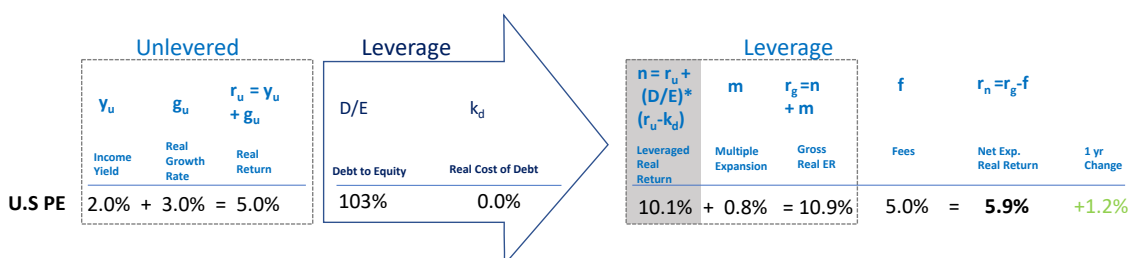 Unlevered
Leverage
Leverage
yu
gu
ru = yu
+ gu
D/E
kd
n = ru +
(D/E)*
(ru-kd)
m
rg=n
+ m
f
rn =rg-f
Income
Yield
Real
Growth
Rate
Real
Return
Debt to Equity
Real Cost of Debt
Leveraged
Real
Return
Multiple
Expansion
Gross
Real ER
Fees
Net Exp.
Real Return
1 yr
Change
U.S PE 2.0% + 3.0% = 5.0% 103% 0.0% 10.1% + 0.8% = 10.9% 5.0% = 5.9% +1.2%